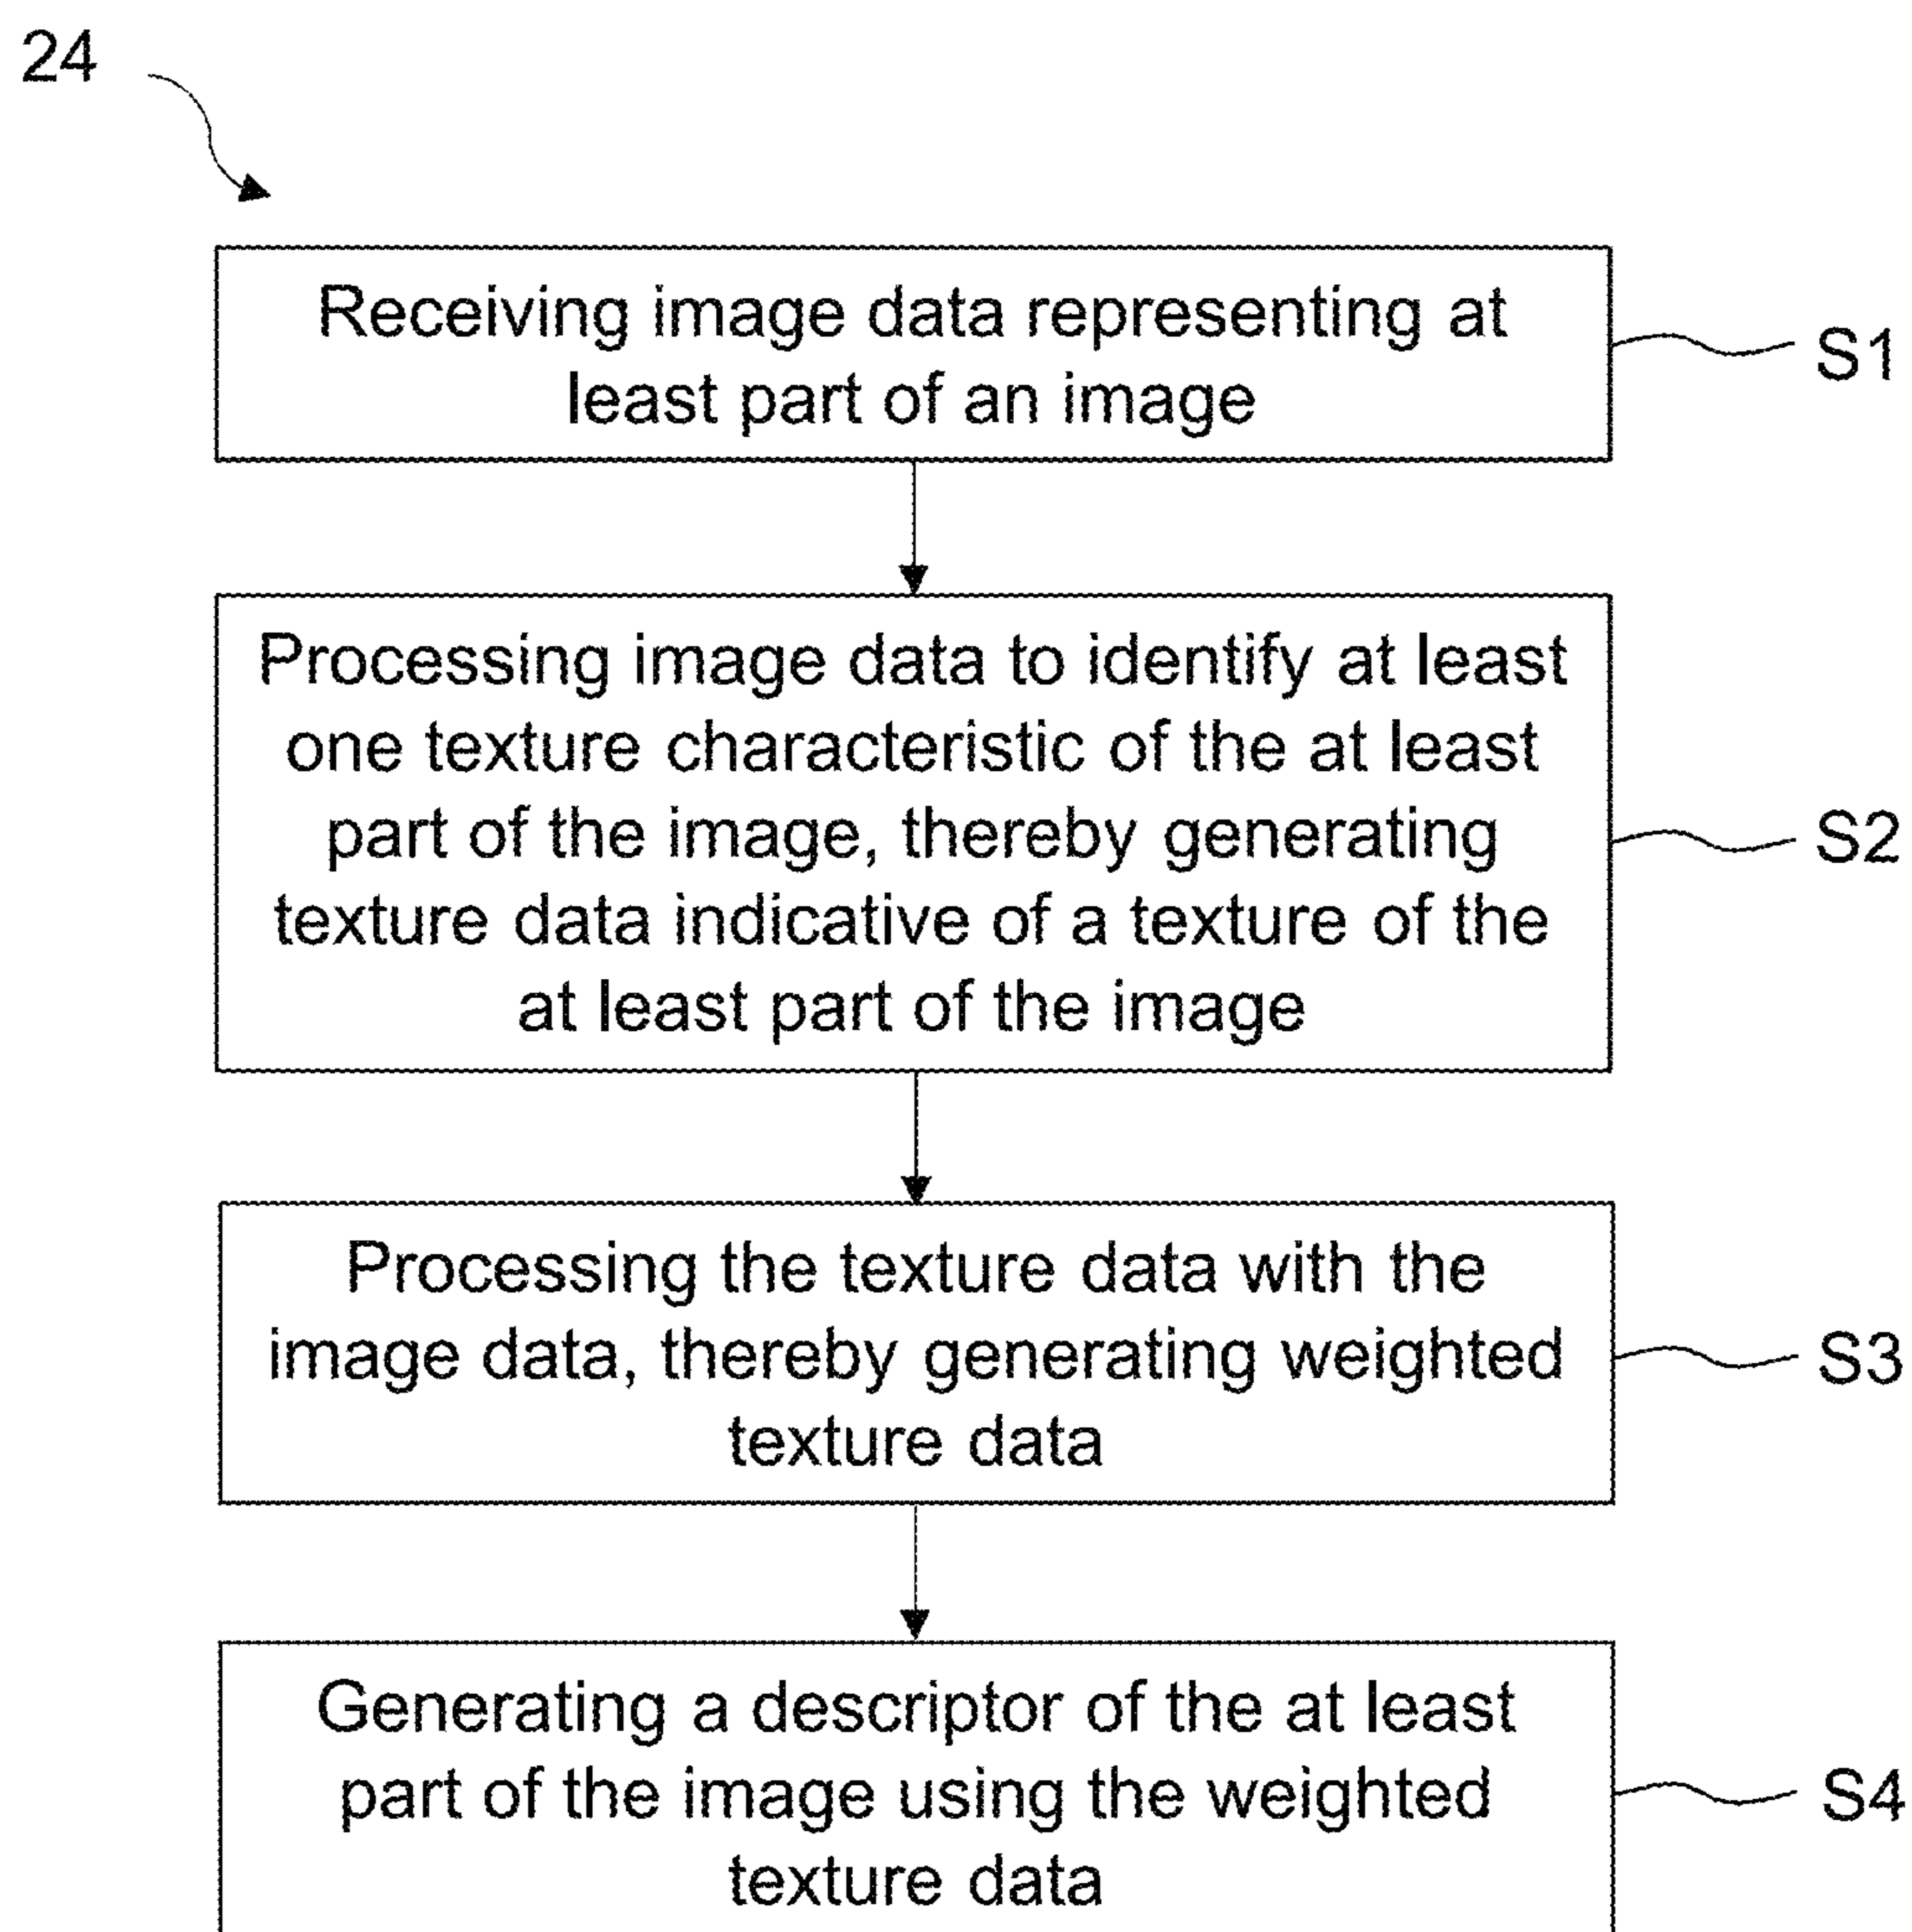 24
Receiving image data representing at
least part of an image
S1
Processing image data to identify at least
one texture characteristic of the at least
part of the image, thereby generating
texture data indicative of a texture of the
at least part of the image
S2
Processing the texture data with the
image data, thereby generating weighted
texture data
S3
Generating a descriptor of the at least
part of the image using the weighted
texture data
S4